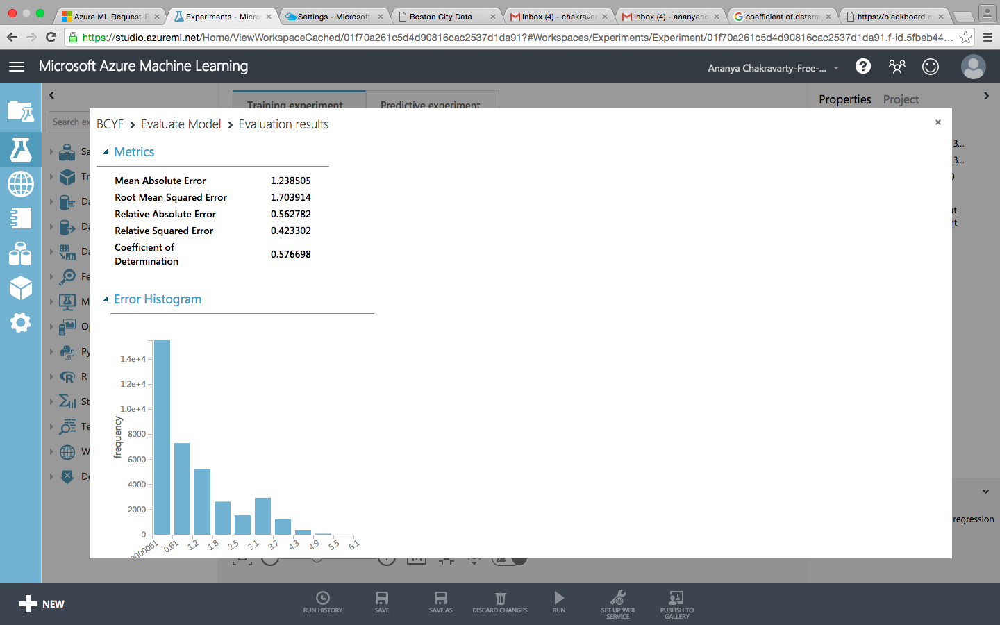 Azure ML Request-R
Experiments - Micro
Settings - Microsoft
Boston City Data
Inbox (4) - chakravar
Inbox (4) - ananyano
coefficient of determ
https://blackboard.n
https://studio.azureml.net/Home/ViewWorkspaceCached/01f70a261c5d4d90816cac2537d1da91?#Workspaces/Experiments/Experiment/01f70a261c5d4d90816cac2537d1da91.f-id.5fbeb44...
Microsoft Azure Machine Learning
Ananya Chakravarty-Free-...
Training experiment
Predictive experiment
Properties
Project
Search ex
BCYF > Evaluate Model > Evaluation results
Metrics
Mean Absolute Error 1.238505
Root Mean Squared Error 1.703914
Relative Absolute Error 0.562782
Relative Squared Error 0.423302
Coefficient of
Determination 0.576698
Error Histogram
frequency
1.4e+4
1.2e+4
1.0e+4
8000
6000
4000
2000
0
0000061 0.61 1.2 1.8 2.5 3.1 3.7 4.3 4.9 5.5 6.1
Sa
Tr
Da
Da
Da
Fe
M
Op
Py
R
St
Te
W
De
3...
3...
regression
NEW
RUN HISTORY
SAVE
SAVE AS
DISCARD CHANGES
RUN
SET UP WEB
SERVICE
PUBLISH TO
GALLERY